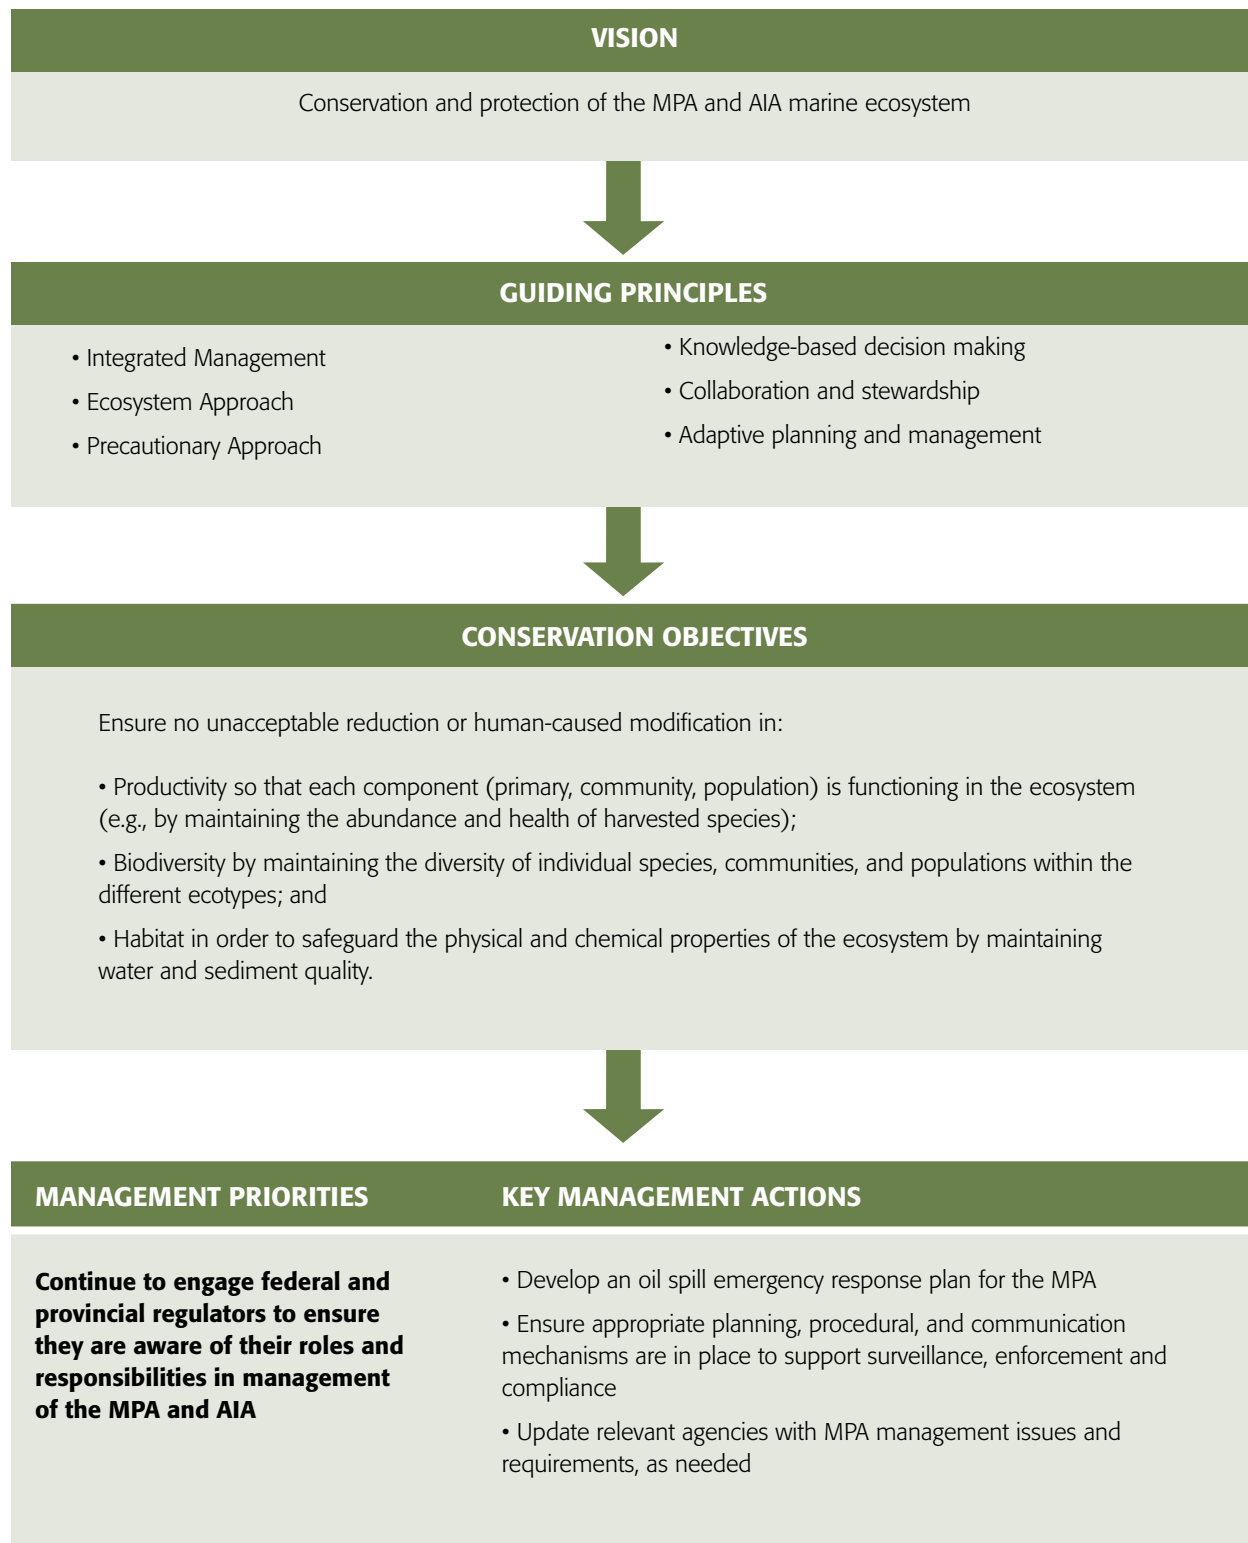 VISION
Conservation and protection of the MPA and AIA marine ecosystem
GUIDING PRINCIPLES
• Integrated Management
• Ecosystem Approach
• Precautionary Approach
• Knowledge-based decision making
• Collaboration and stewardship
• Adaptive planning and management
CONSERVATION OBJECTIVES
Ensure no unacceptable reduction or human-caused modification in:
• Productivity so that each component (primary, community, population) is functioning in the ecosystem
(e.g., by maintaining the abundance and health of harvested species);
• Biodiversity by maintaining the diversity of individual species, communities, and populations within the
different ecotypes; and
• Habitat in order to safeguard the physical and chemical properties of the ecosystem by maintaining
water and sediment quality.
MANAGEMENT PRIORITIES
Continue to engage federal and
provincial regulators to ensure
they are aware of their roles and
responsibilities in management
of the MPA and AIA
KEY MANAGEMENT ACTIONS
• Develop an oil spill emergency response plan for the MPA
• Ensure appropriate planning, procedural, and communication
mechanisms are in place to support surveillance, enforcement and
compliance
• Update relevant agencies with MPA management issues and
requirements, as needed